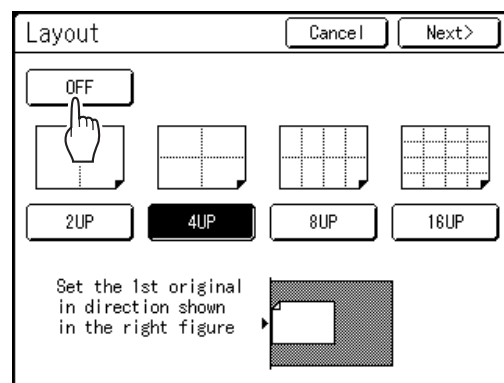 Layout
Cancel
Next>
OFF
2UP
4UP
8UP
16UP
Set the 1st original
in direction shown
in the right figure